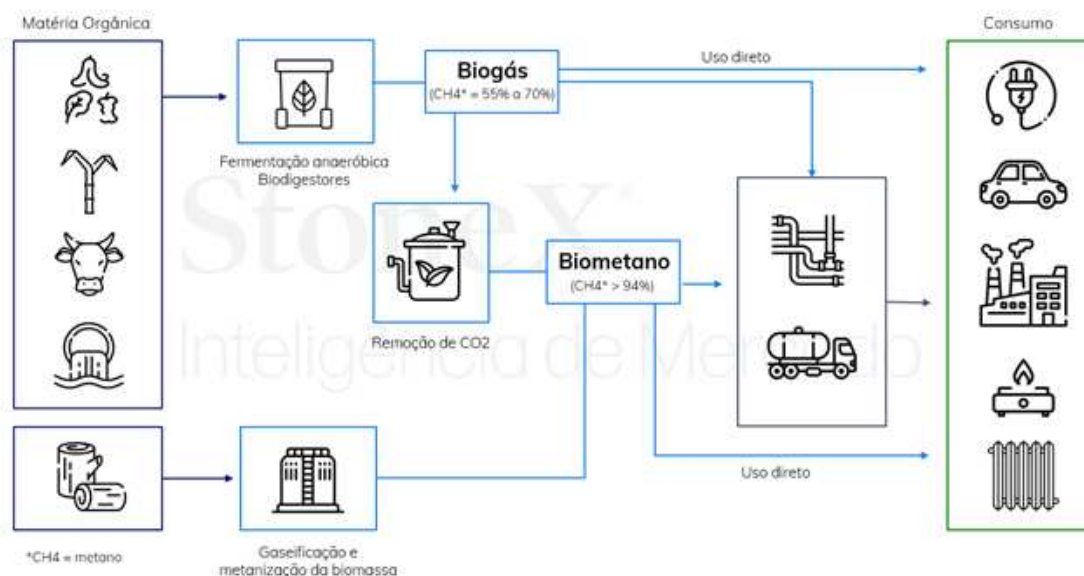 Matéria Orgânica
Consumo
Biogás
(CH4* = 55% a 70%)
Uso direto
Fermentação anaeróbica
Biodigestores
StoneX
Inteligência de Mercado
Biometano
(CH4* > 94%)
Remoção de CO2
Uso direto
*CH4 = metano
Gaseificação e
metanização da biomassa